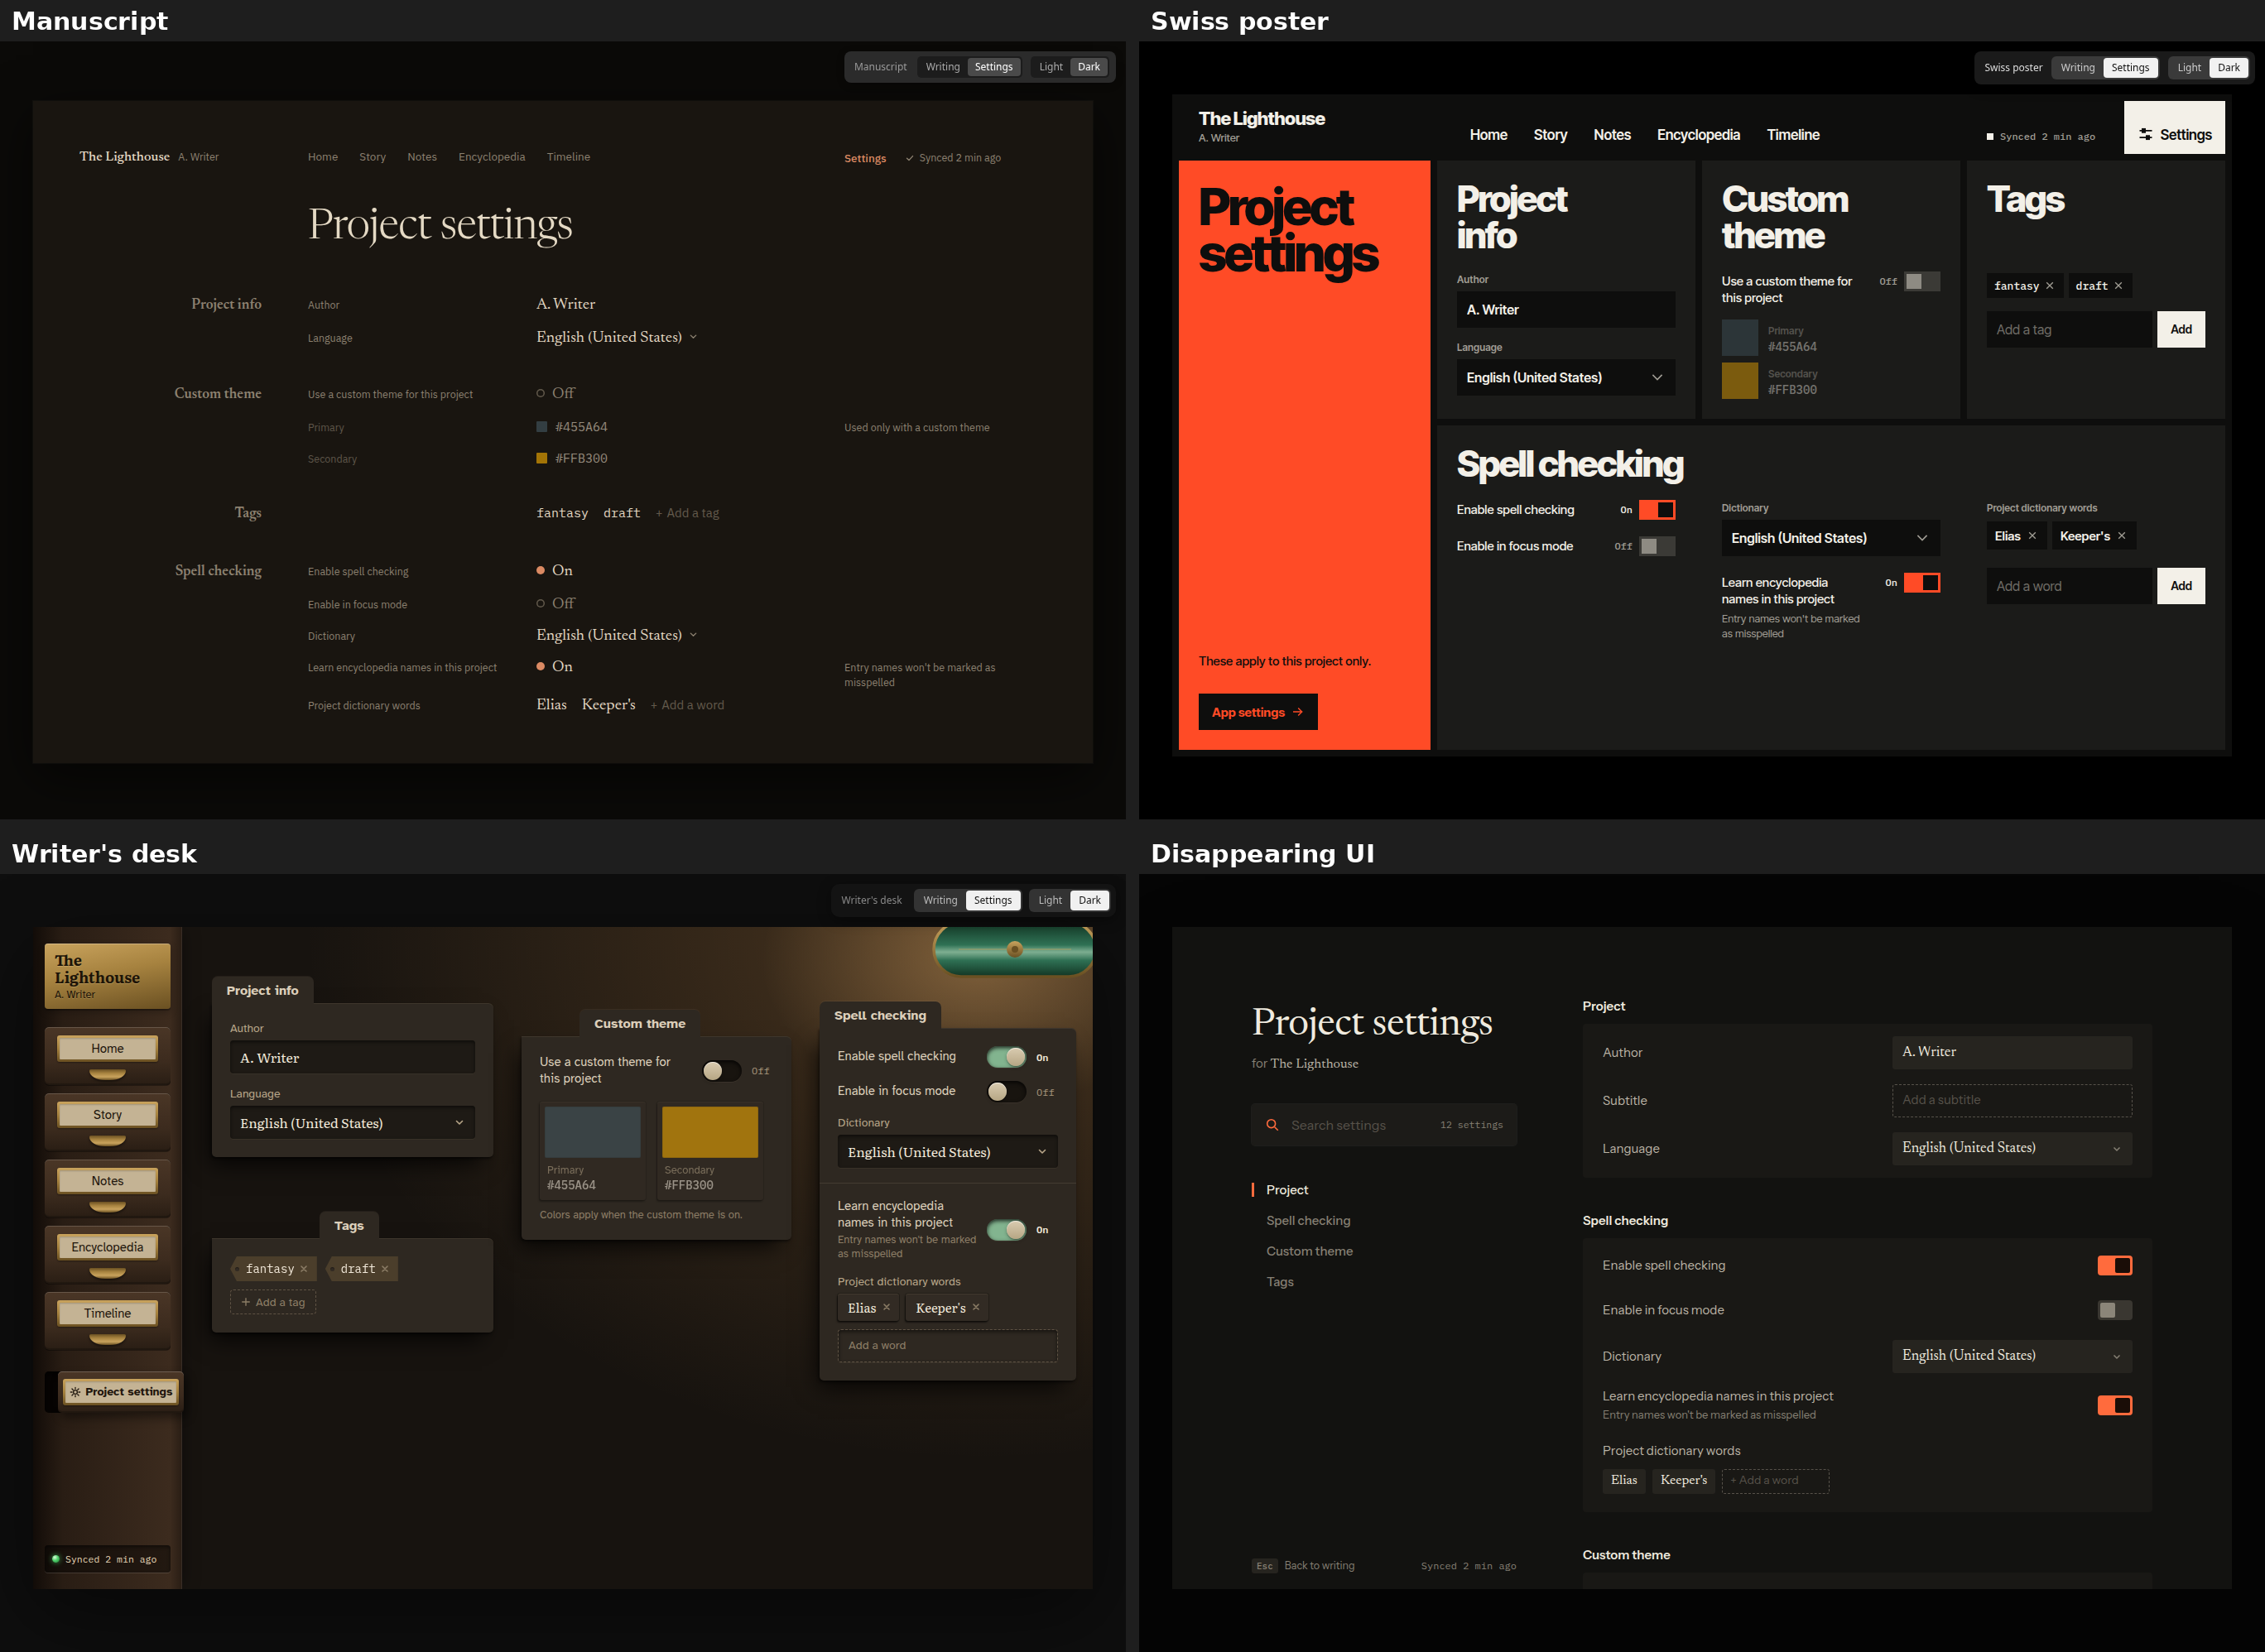 Manuscript
Manuscript Writing Settings Light Dark
The Lighthouse A. Writer Home Story Notes Encyclopedia Timeline Settings ✓ Synced 2 min ago
Project settings
Project info Author A. Writer
Language English (United States)
Custom theme Use a custom theme for this project Off
Primary #455A64 Used only with a custom theme
Secondary #FFB300
Tags fantasy draft + Add a tag
Spell checking Enable spell checking On
Enable in focus mode Off
Dictionary English (United States)
Learn encyclopedia names in this project On Entry names won't be marked as
misspelled
Project dictionary words Elias Keeper's + Add a word
Swiss poster
Swiss poster Writing Settings Light Dark
The Lighthouse
A. Writer
Home Story Notes Encyclopedia Timeline
Synced 2 min ago
Settings
Project
settings
These apply to this project only.
App settings →
Project
info
Author
A. Writer
Language
English (United States)
Custom
theme
Use a custom theme for
this project
Off
Primary
#455A64
Secondary
#FFB300
Tags
fantasy × draft ×
Add a tag Add
Spell checking
Enable spell checking On
Enable in focus mode Off
Dictionary
English (United States)
Learn encyclopedia
names in this project
On
Entry names won't be marked
as misspelled
Project dictionary words
Elias × Keeper's ×
Add a word Add
Writer's desk
Writer's desk Writing Settings Light Dark
The
Lighthouse
A. Writer
Home
Story
Notes
Encyclopedia
Timeline
Project settings
Synced 2 min ago
Project info
Author
A. Writer
Language
English (United States)
Tags
fantasy × draft ×
+ Add a tag
Custom theme
Use a custom theme for
this project
Off
Primary
#455A64
Secondary
#FFB300
Colors apply when the custom theme is on.
Spell checking
Enable spell checking On
Enable in focus mode Off
Dictionary
English (United States)
Learn encyclopedia
names in this project
On
Entry names won't be marked
as misspelled
Project dictionary words
Elias × Keeper's ×
Add a word
Disappearing UI
Project settings
for The Lighthouse
Search settings 12 settings
Project
Spell checking
Custom theme
Tags
Esc Back to writing Synced 2 min ago
Project
Author A. Writer
Subtitle Add a subtitle
Language English (United States)
Spell checking
Enable spell checking
Enable in focus mode
Dictionary English (United States)
Learn encyclopedia names in this project
Entry names won't be marked as misspelled
Project dictionary words
Elias Keeper's + Add a word
Custom theme